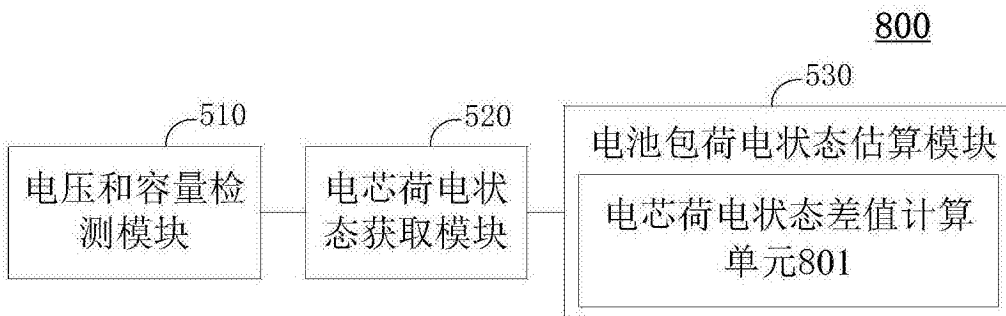 800
510
520
530
电压和容量检
测模块
电芯荷电状
态获取模块
电池包荷电状态估算模块
电芯荷电状态差值计算
单元801